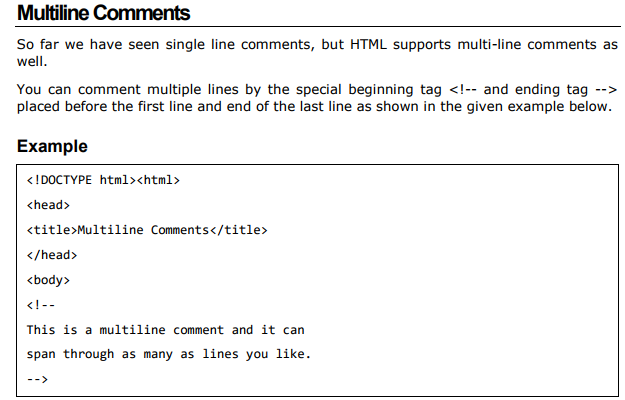 Multiline Comments
So far we have seen single line comments, but HTML supports multi-line comments as
well.
You can comment multiple lines by the special beginning tag <!-- and ending tag -->
placed before the first line and end of the last line as shown in the given example below.
Example
<!DOCTYPE html><html>
<head>
<title>Multiline Comments</title>
</head>
<body>
<!--
This is a multiline comment and it can
span through as many as lines you like.
-->